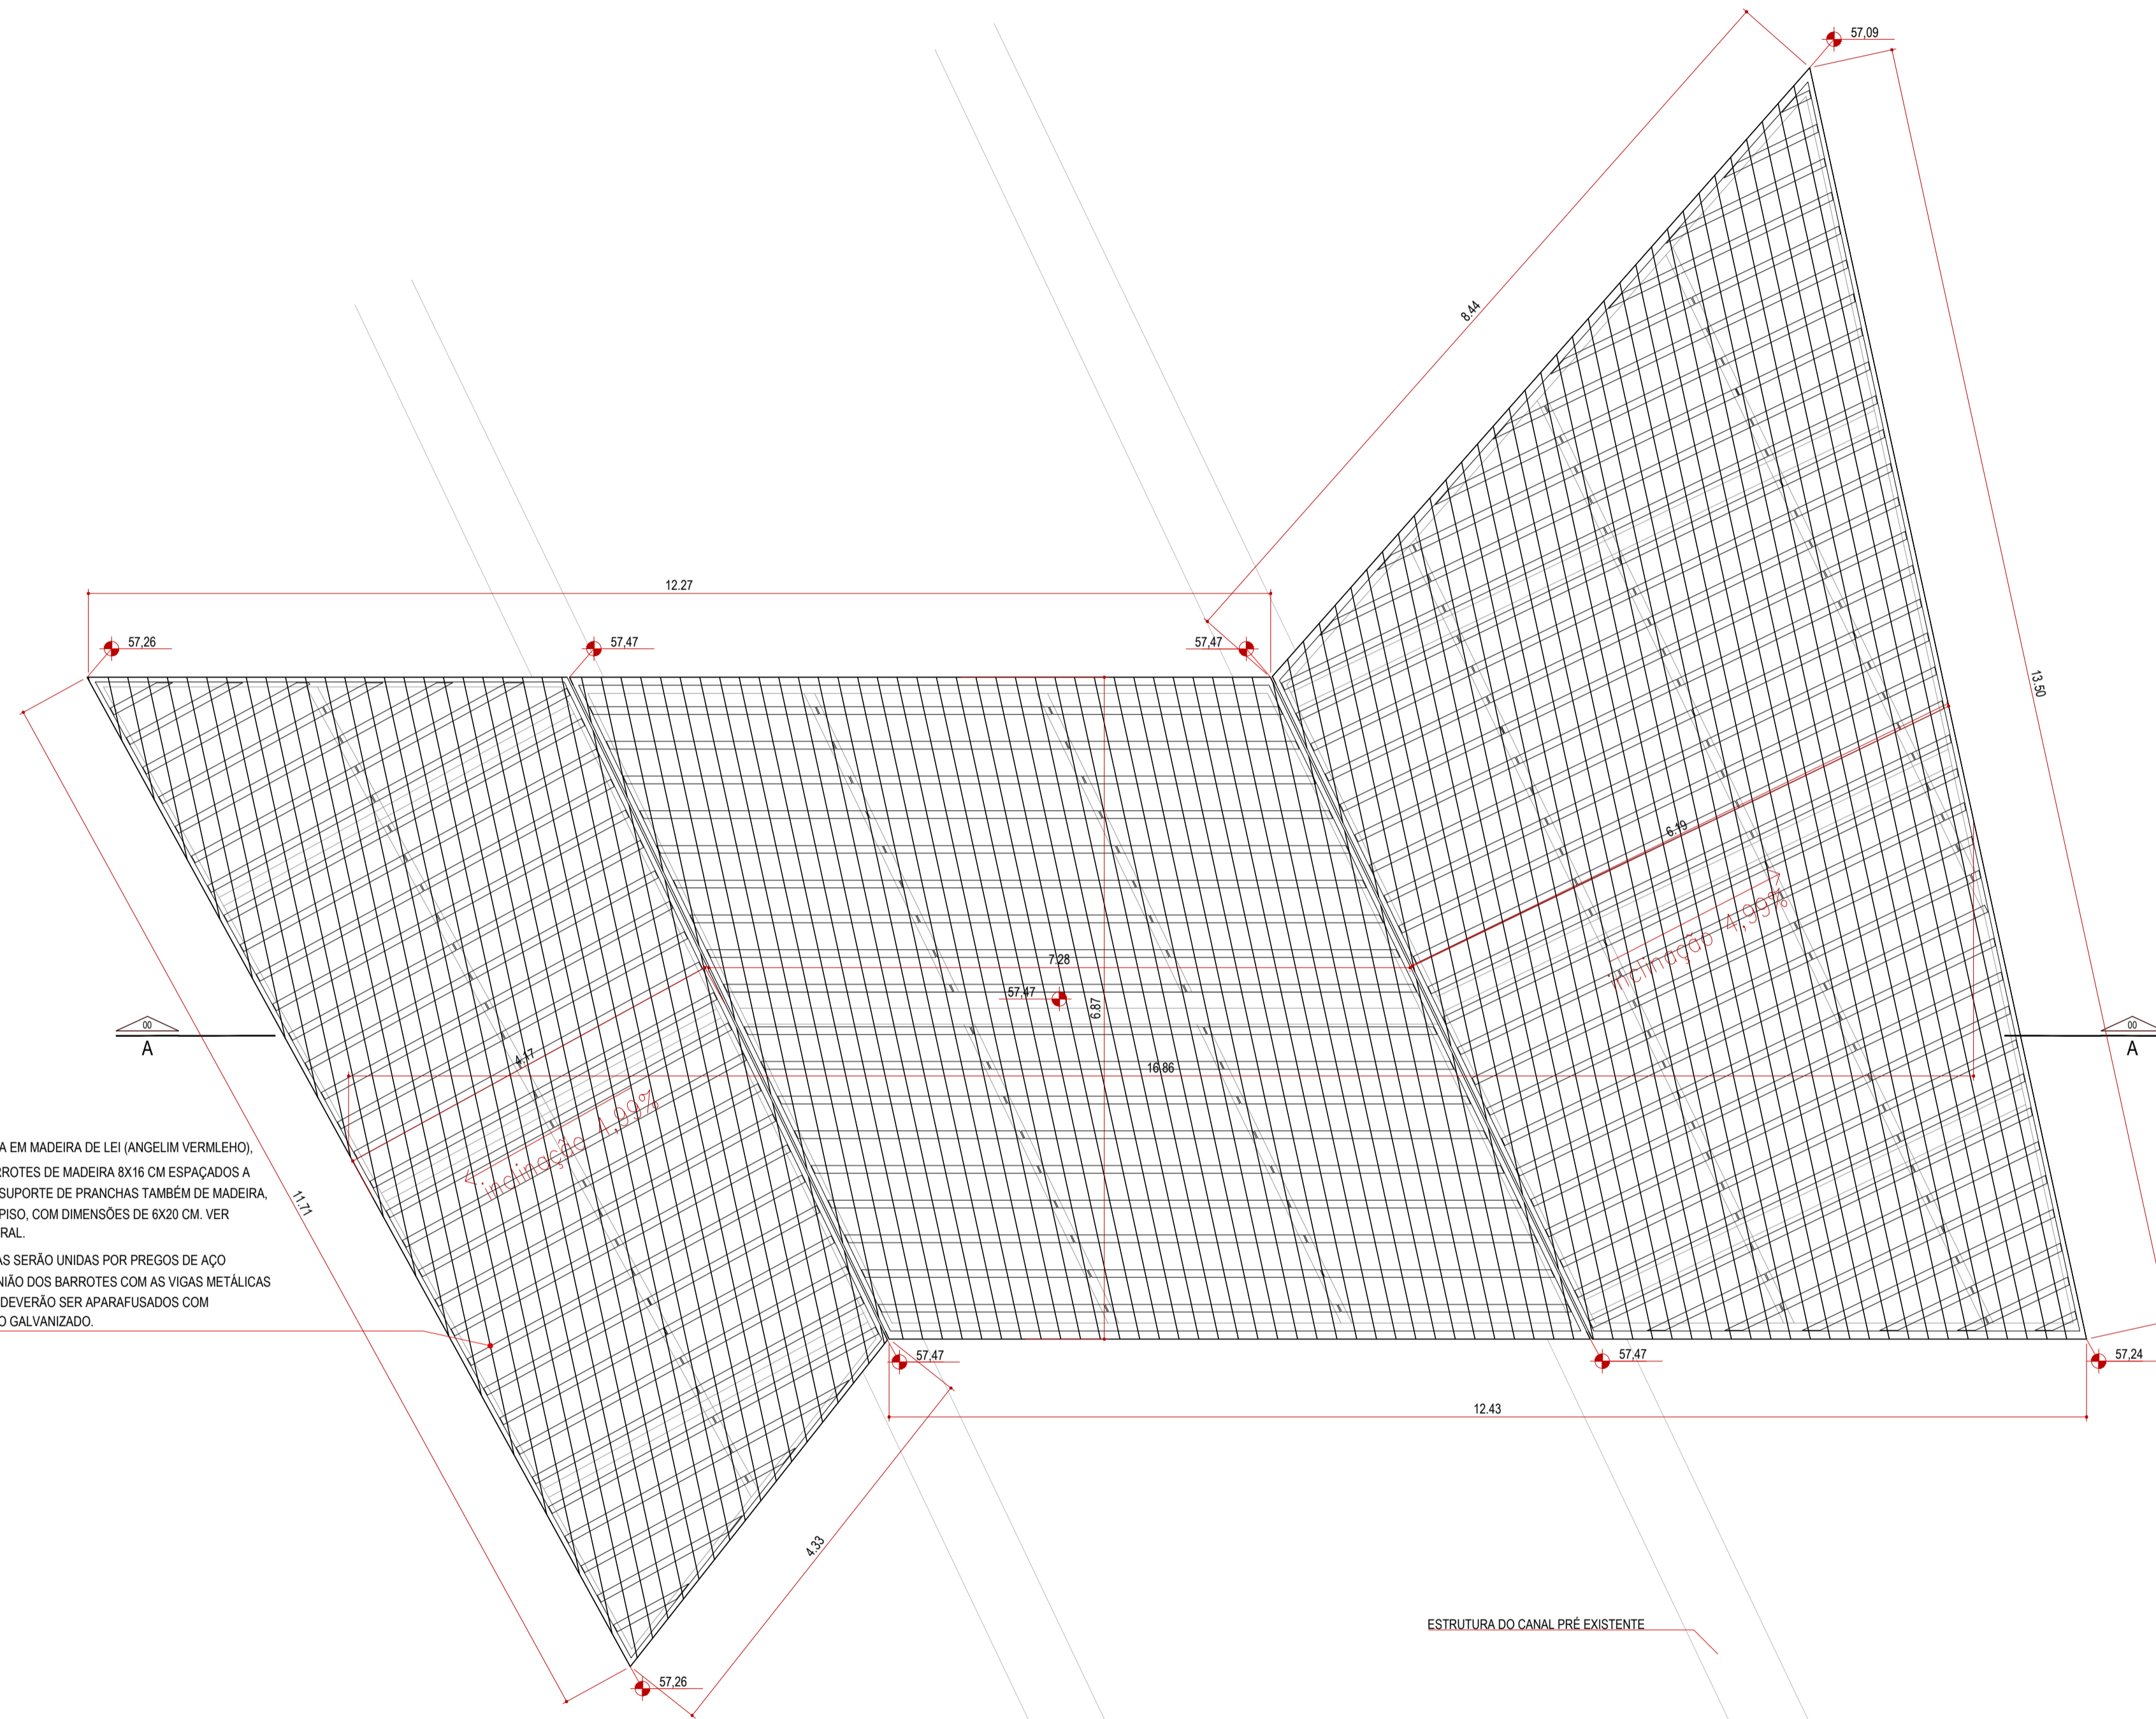 57,09
8.44
13.50
12.27
57,26
57,47
57,47
6.19
inclinação 4,99%
7.28
57,47
6.87
16.86
4.17
inclinação 4,99%
00
A
00
A
A EM MADEIRA DE LEI (ANGELIM VERMLEHO),
RROTES DE MADEIRA 8X16 CM ESPAÇADOS A
SUPORTE DE PRANCHAS TAMBÉM DE MADEIRA,
PISO, COM DIMENSÕES DE 6X20 CM. VER
RAL.
AS SERÃO UNIDAS POR PREGOS DE AÇO
NIÃO DOS BARROTES COM AS VIGAS METÁLICAS
DEVERÃO SER APARAFUSADOS COM
O GALVANIZADO.
11.71
57,47
57,47
57,24
12.43
4.33
57,26
ESTRUTURA DO CANAL PRÉ EXISTENTE